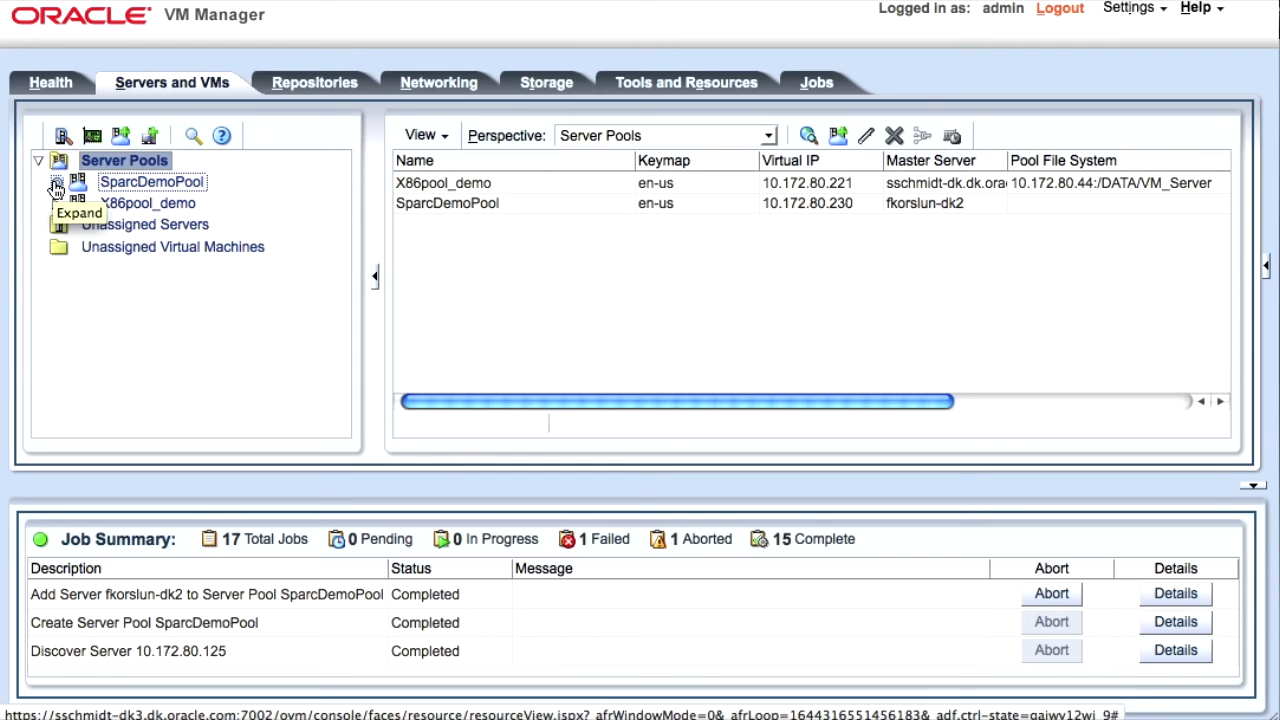 ORACLE VM Manager
Logged in as: admin Logout Settings Help
Health Servers and VMs Repositories Networking Storage Tools and Resources Jobs
View Perspective: Server Pools
Server Pools
SparcDemoPool
X86pool_demo
Expand
Unassigned Servers
Unassigned Virtual Machines
Name Keymap Virtual IP Master Server Pool File System
X86pool_demo en-us 10.172.80.221 sschmidt-dk.dk.ora 10.172.80.44:/DATA/VM_Server
SparcDemoPool en-us 10.172.80.230 fkorslun-dk2
Job Summary: 17 Total Jobs 0 Pending 0 In Progress 1 Failed 1 Aborted 15 Complete
Description Status Message Abort Details
Add Server fkorslun-dk2 to Server Pool SparcDemoPool Completed Abort Details
Create Server Pool SparcDemoPool Completed Abort Details
Discover Server 10.172.80.125 Completed Abort Details
https://sschmidt-dk3.dk.oracle.com:7002/ovm/console/faces/resource/resourceView.jspx?_afrWindowMode=0&_afrLoop=1644316551456183&_adf.ctrl-state=qaiwv12wj_9#